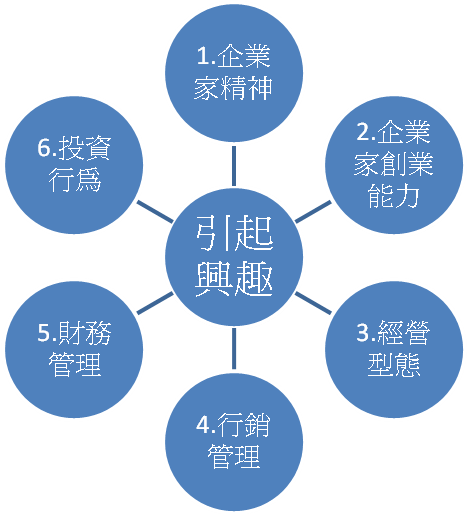 1.企業
家精神
2.企業
家創業
能力
3.經營
型態
4.行銷
管理
5.財務
管理
6.投資
行為
引起
興趣